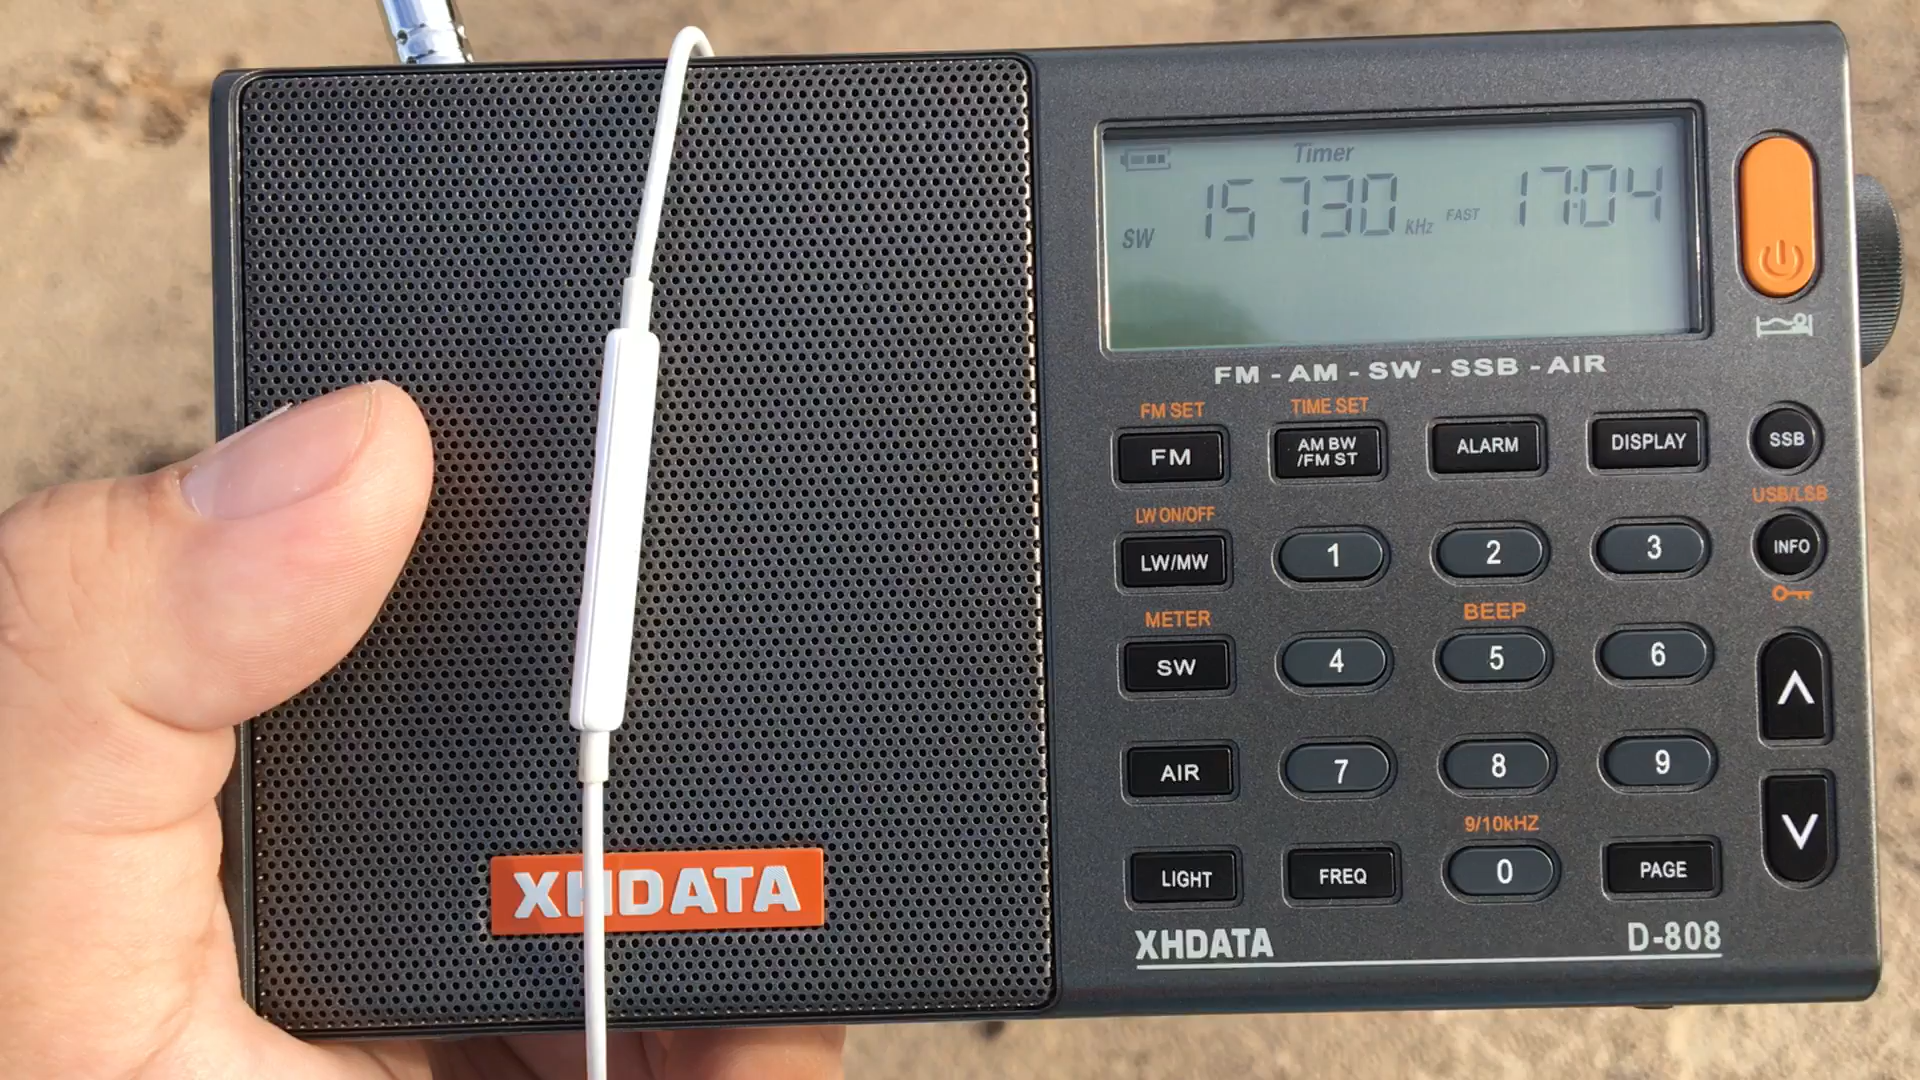 Timer
SW 15730 kHz FAST 17:04
FM - AM - SW - SSB - AIR
FM SET TIME SET
FM AM BW /FM ST ALARM DISPLAY SSB
LW ON/OFF USB/LSB
LW/MW 1 2 3 INFO
METER BEEP
SW 4 5 6
AIR 7 8 9
9/10kHZ
LIGHT FREQ 0 PAGE
XHDATA
XHDATA D-808